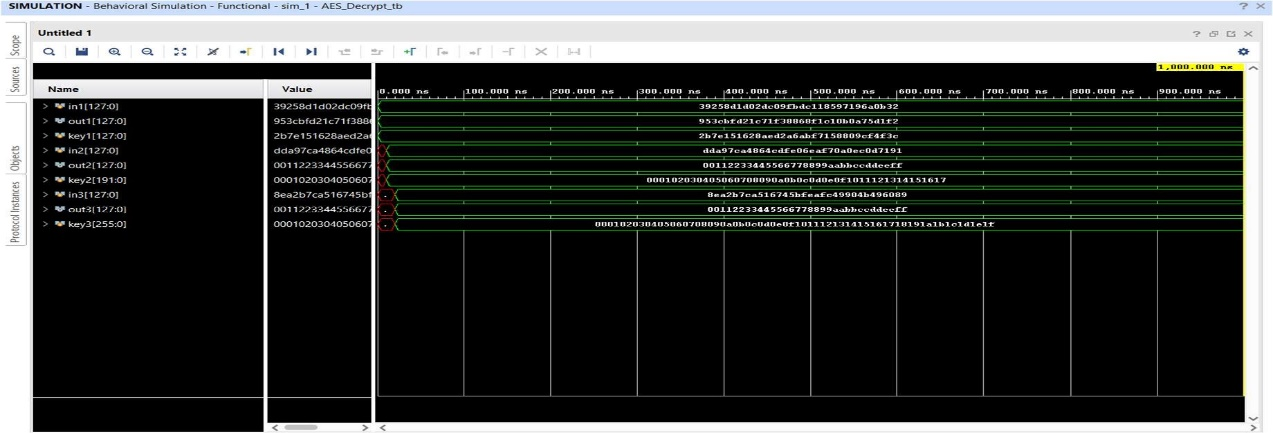 SIMULATION - Behavioral Simulation - Functional - sim_1 - AES_Decrypt_tb
Untitled 1
Scope
Sources
Objects
Protocol Instances
1,000.000 ns
Name Value 0.000 ns 100.000 ns 200.000 ns 300.000 ns 400.000 ns 500.000 ns 600.000 ns 700.000 ns 800.000 ns 900.000 ns
in1[127:0] 39258d1d02dc09fb 39258d1d02dc09fbdc118597196a0b32
out1[127:0] 953cbfd21c71f388 953cbfd21c71f38860f1c10b0a75d1f2
key1[127:0] 2b7e151628aed2a 2b7e151628aed2a6abf7158809cf4f3c
in2[127:0] dda97ca4864cdfe0 dda97ca4864cdfe06eaf70a0ec0d7191
out2[127:0] 0011223344556677 00112233445566778899aabbccddeeff
key2[191:0] 0001020304050607 000102030405060708090a0b0c0d0e0f1011121314151617
in3[127:0] 8ea2b7ca516745bf 8ea2b7ca516745bfeafc49904b496089
out3[127:0] 0011223344556677 00112233445566778899aabbccddeeff
key3[255:0] 0001020304050607 000102030405060708090a0b0c0d0e0f101112131415161718191a1b1c1d1e1f